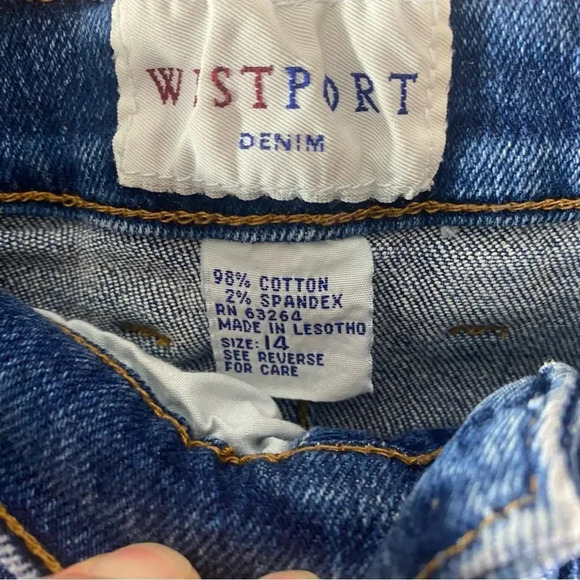 WESTPORT
DENIM
98% COTTON
2% SPANDEX
RN 63264
MADE IN LESOTHO
SIZE: 14
SEE REVERSE
FOR CARE